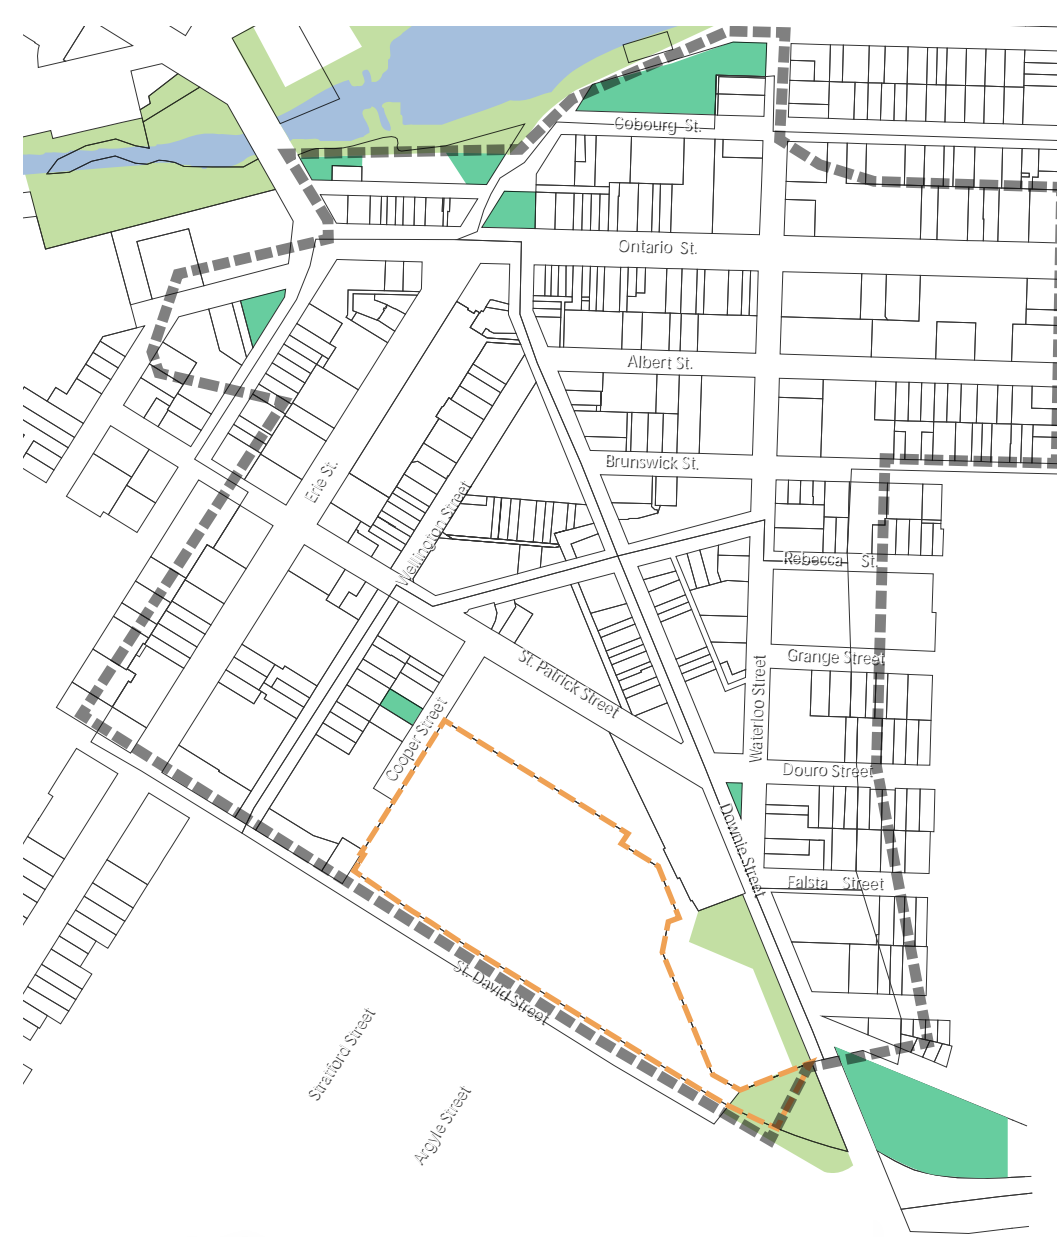 Cobourg St.
Ontario St.
Albert St.
Brunswick St.
Erie St.
Wellington Street
Rebecca St.
Grange Street
St. Patrick Street
Waterloo Street
Cooper Street
Douro Street
Downie Street
Falsta Street
St. David Street
Stratford Street
Argyle Street